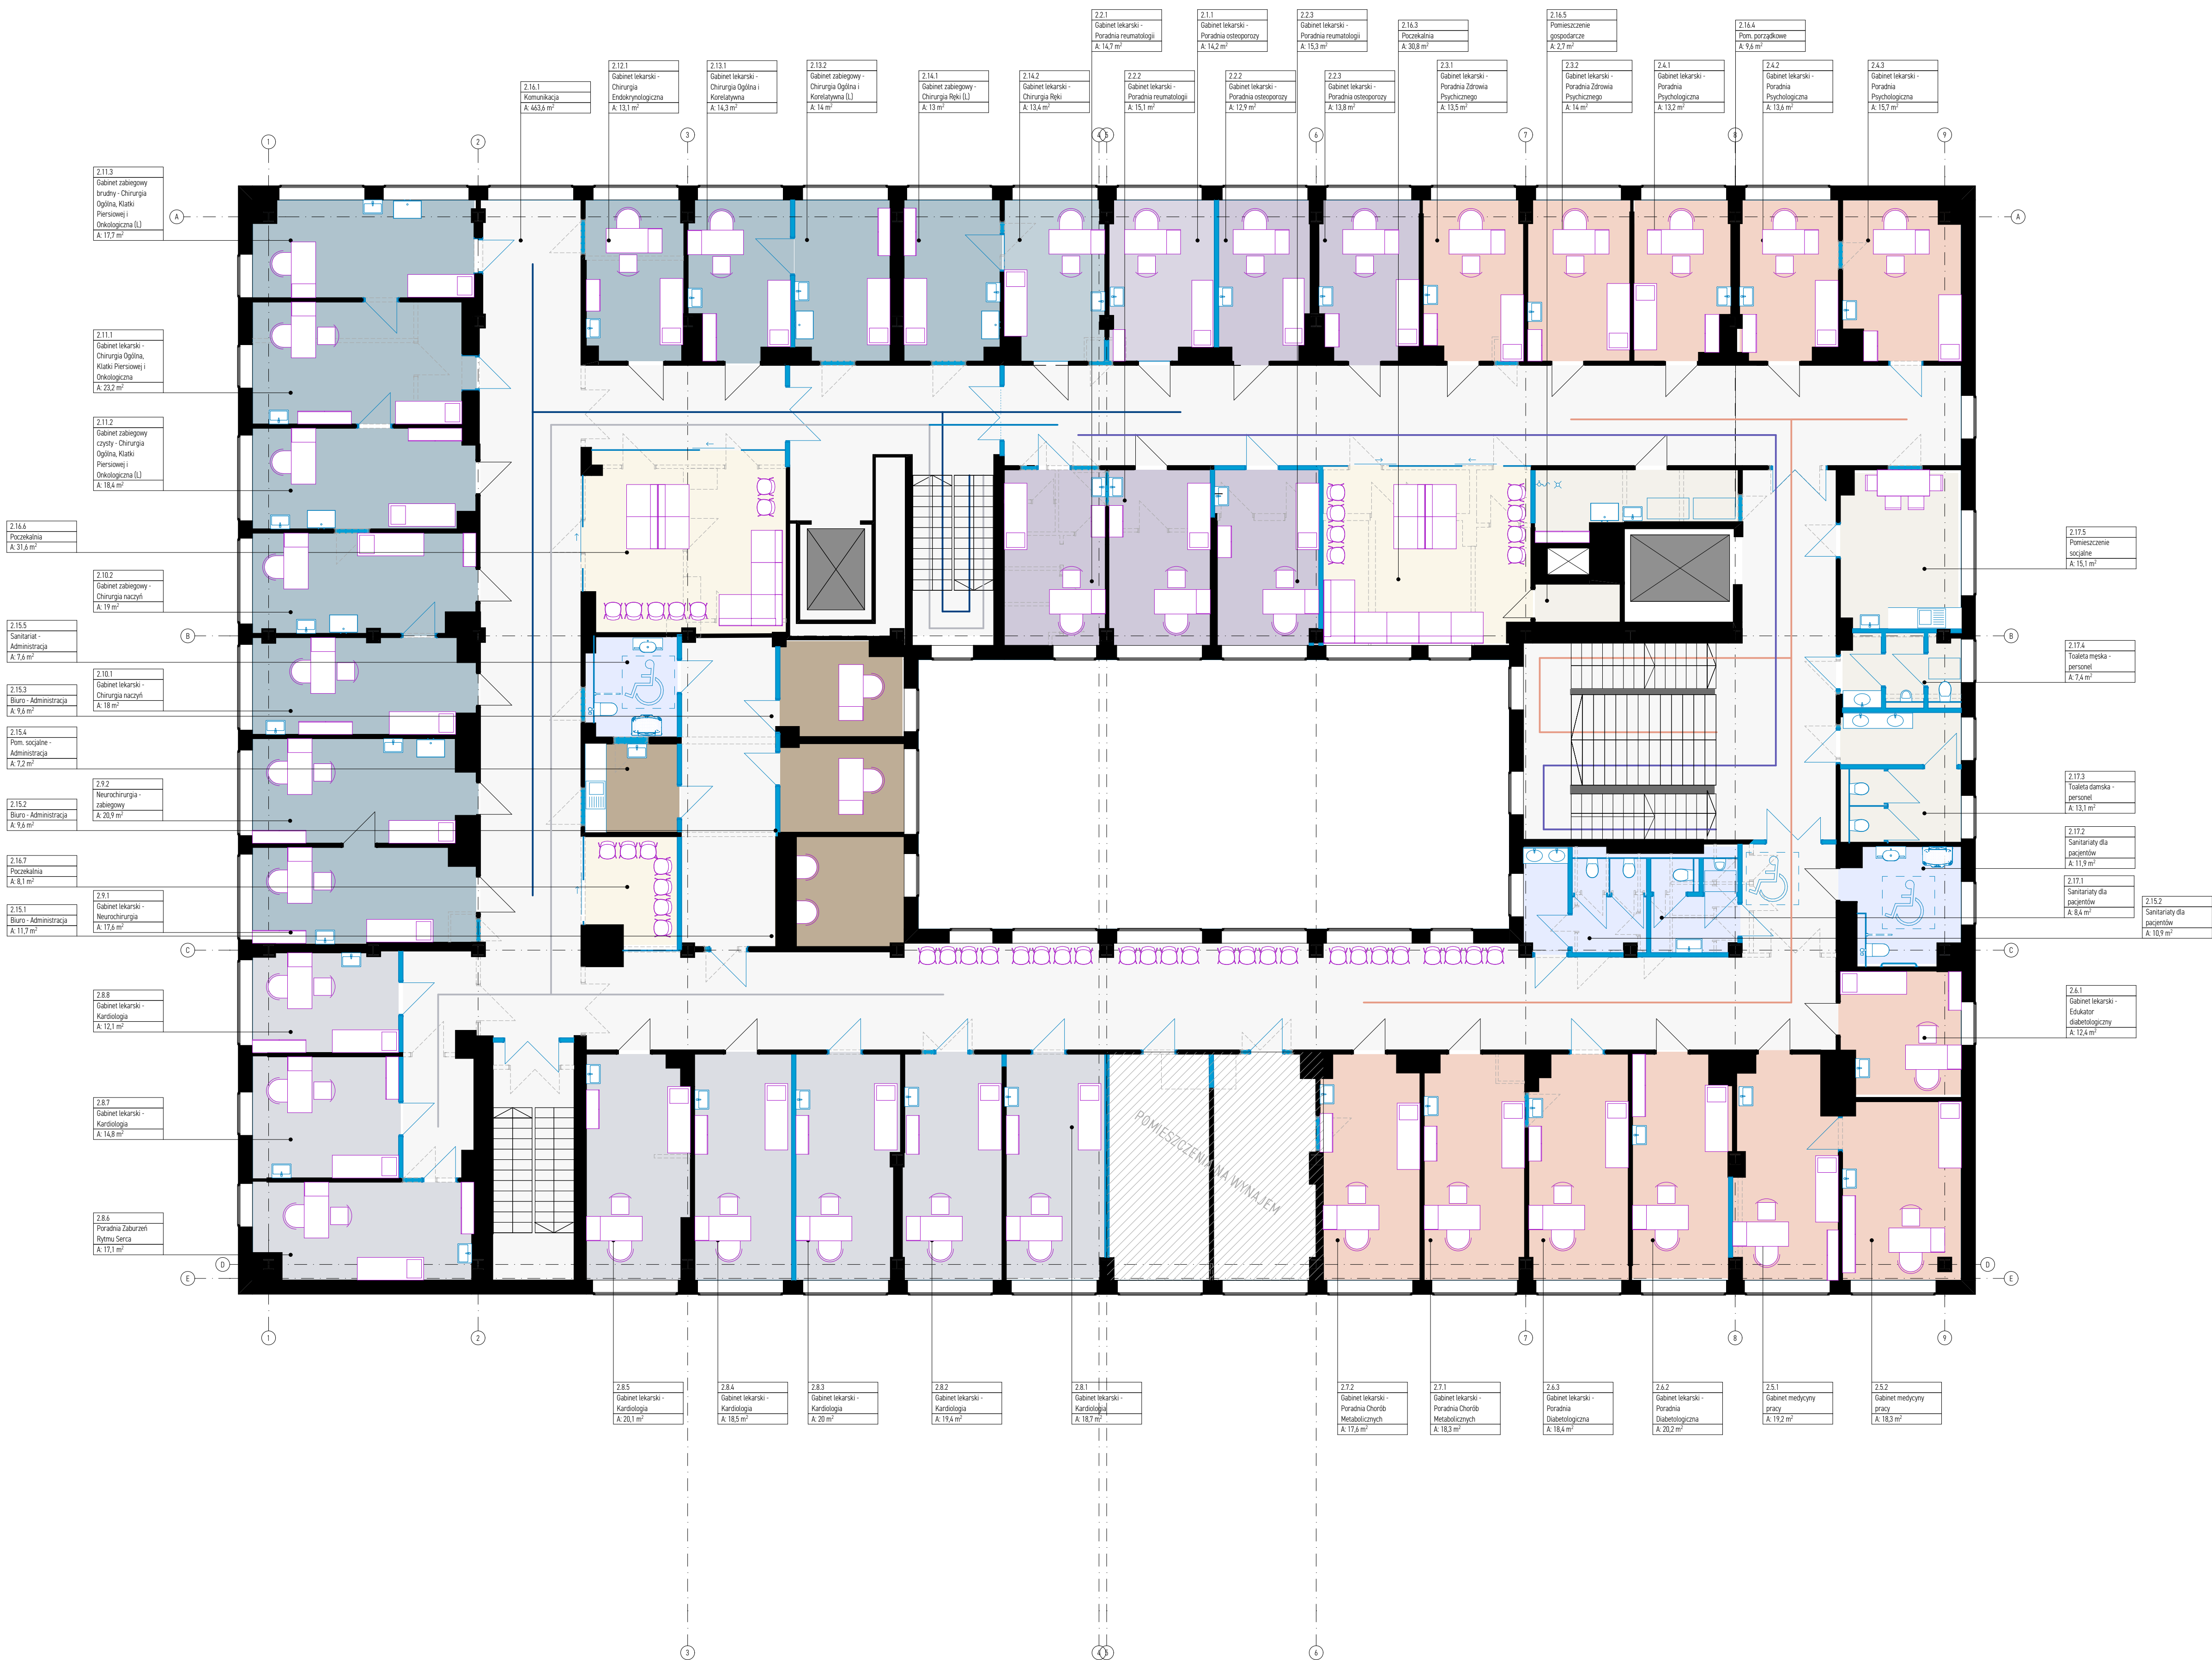 2.2.1
Gabinet lekarski -
Poradnia reumatologii
A: 14,7 m²
2.1.1
Gabinet lekarski -
Poradnia osteoporozy
A: 14,2 m²
2.2.3
Gabinet lekarski -
Poradnia reumatologii
A: 15,3 m²
2.16.3
Poczekalnia
A: 30,8 m²
2.16.5
Pomieszczenie
gospodarcze
A: 2,7 m²
2.16.4
Pom. porządkowe
A: 9,6 m²
2.16.1
Komunikacja
A: 463,6 m²
2.12.1
Gabinet lekarski -
Chirurgia
Endokrynologiczna
A: 13,1 m²
2.13.1
Gabinet lekarski -
Chirurgia Ogólna i
Korelatywna
A: 14,3 m²
2.13.2
Gabinet zabiegowy -
Chirurgia Ogólna i
Korelatywna (L)
A: 14 m²
2.14.1
Gabinet zabiegowy -
Chirurgia Ręki (L)
A: 13 m²
2.14.2
Gabinet lekarski -
Chirurgia Ręki
A: 13,4 m²
2.2.2
Gabinet lekarski -
Poradnia reumatologii
A: 15,1 m²
2.2.2
Gabinet lekarski -
Poradnia osteoporozy
A: 12,9 m²
2.2.3
Gabinet lekarski -
Poradnia osteoporozy
A: 13,8 m²
2.3.1
Gabinet lekarski -
Poradnia Zdrowia
Psychicznego
A: 13,5 m²
2.3.2
Gabinet lekarski -
Poradnia Zdrowia
Psychicznego
A: 14 m²
2.4.1
Gabinet lekarski -
Poradnia
Psychologiczna
A: 13,2 m²
2.4.2
Gabinet lekarski -
Poradnia
Psychologiczna
A: 13,6 m²
2.4.3
Gabinet lekarski -
Poradnia
Psychologiczna
A: 15,7 m²
1
2
3
4
5
6
7
8
9
A
A
2.11.3
Gabinet zabiegowy
brudny - Chirurgia
Ogólna, Klatki
Piersiowej i
Onkologiczna (L)
A: 17,7 m²
2.11.1
Gabinet lekarski -
Chirurgia Ogólna,
Klatki Piersiowej i
Onkologiczna
A: 23,2 m²
2.11.2
Gabinet zabiegowy
czysty - Chirurgia
Ogólna, Klatki
Piersiowej i
Onkologiczna (L)
A: 18,4 m²
2.16.6
Poczekalnia
A: 31,6 m²
2.10.2
Gabinet zabiegowy -
Chirurgia naczyń
A: 19 m²
2.15.5
Sanitariat -
Administracja
A: 7,6 m²
2.10.1
Gabinet lekarski -
Chirurgia naczyń
A: 18 m²
2.15.3
Biuro - Administracja
A: 9,6 m²
2.15.4
Pom. socjalne -
Administracja
A: 7,2 m²
2.9.2
Neurochirurgia -
zabiegowy
A: 20,9 m²
2.15.2
Biuro - Administracja
A: 9,6 m²
2.16.7
Poczekalnia
A: 8,1 m²
2.9.1
Gabinet lekarski -
Neurochirurgia
A: 17,6 m²
2.15.1
Biuro - Administracja
A: 11,7 m²
2.8.8
Gabinet lekarski -
Kardiologia
A: 12,1 m²
2.8.7
Gabinet lekarski -
Kardiologia
A: 14,8 m²
2.8.6
Poradnia Zaburzeń
Rytmu Serca
A: 17,1 m²
B
B
C
C
D
D
E
E
2.17.5
Pomieszczenie
socjalne
A: 15,1 m²
2.17.4
Toaleta męska -
personel
A: 7,4 m²
2.17.3
Toaleta damska -
personel
A: 13,1 m²
2.17.2
Sanitariaty dla
pacjentów
A: 11,9 m²
2.17.1
Sanitariaty dla
pacjentów
A: 8,4 m²
2.15.2
Sanitariaty dla
pacjentów
A: 10,9 m²
2.6.1
Gabinet lekarski -
Edukator
diabetologiczny
A: 12,4 m²
POMIESZCZENIA NA WYNAJEM
1
2
7
8
9
2.8.5
Gabinet lekarski -
Kardiologia
A: 20,1 m²
2.8.4
Gabinet lekarski -
Kardiologia
A: 18,5 m²
2.8.3
Gabinet lekarski -
Kardiologia
A: 20 m²
2.8.2
Gabinet lekarski -
Kardiologia
A: 19,4 m²
2.8.1
Gabinet lekarski -
Kardiologia
A: 18,7 m²
2.7.2
Gabinet lekarski -
Poradnia Chorób
Metabolicznych
A: 17,6 m²
2.7.1
Gabinet lekarski -
Poradnia Chorób
Metabolicznych
A: 18,3 m²
2.6.3
Gabinet lekarski -
Poradnia
Diabetologiczna
A: 18,4 m²
2.6.2
Gabinet lekarski -
Poradnia
Diabetologiczna
A: 20,2 m²
2.5.1
Gabinet medycyny
pracy
A: 19,2 m²
2.5.2
Gabinet medycyny
pracy
A: 18,3 m²
3
4
5
6